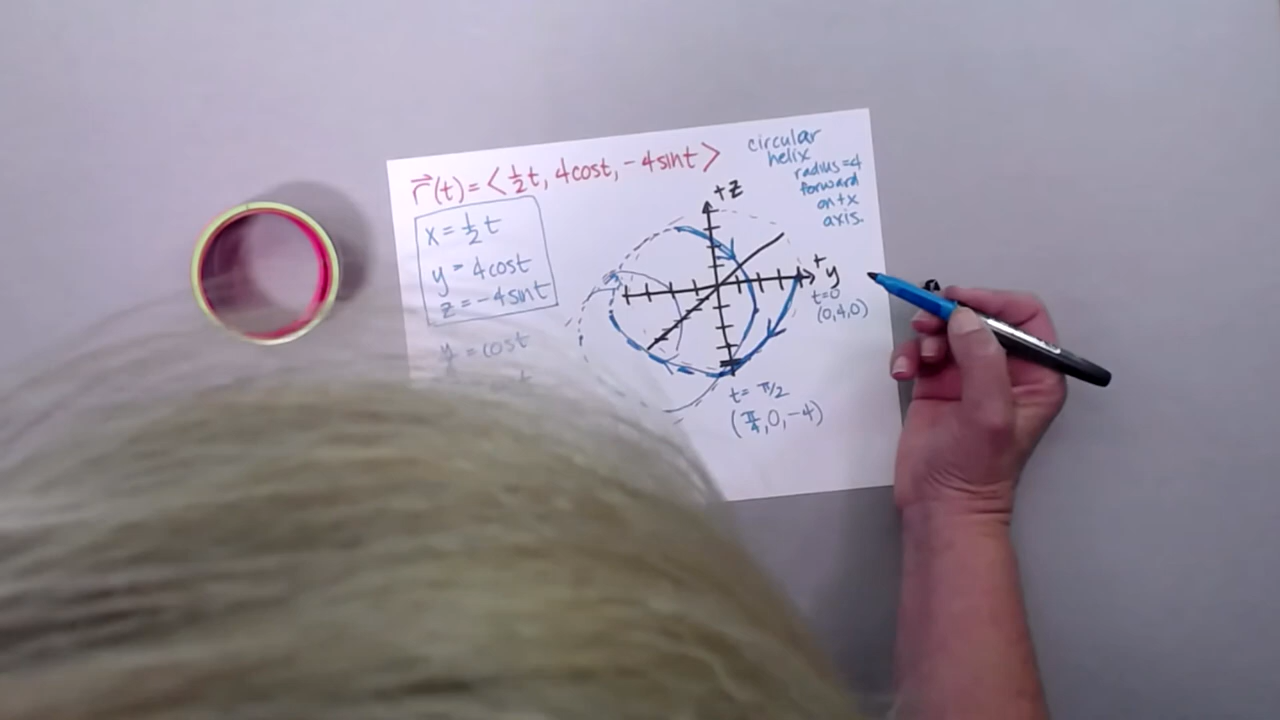 r⃗(t) = <½t, 4cost, -4sint>
x = ½t
y = 4cost
z = -4sint
y = cost
circular
helix
radius=4
forward
on +x
axis.
+z
+y
t=0
(0,4,0)
t= π/2
(π/4,0,-4)